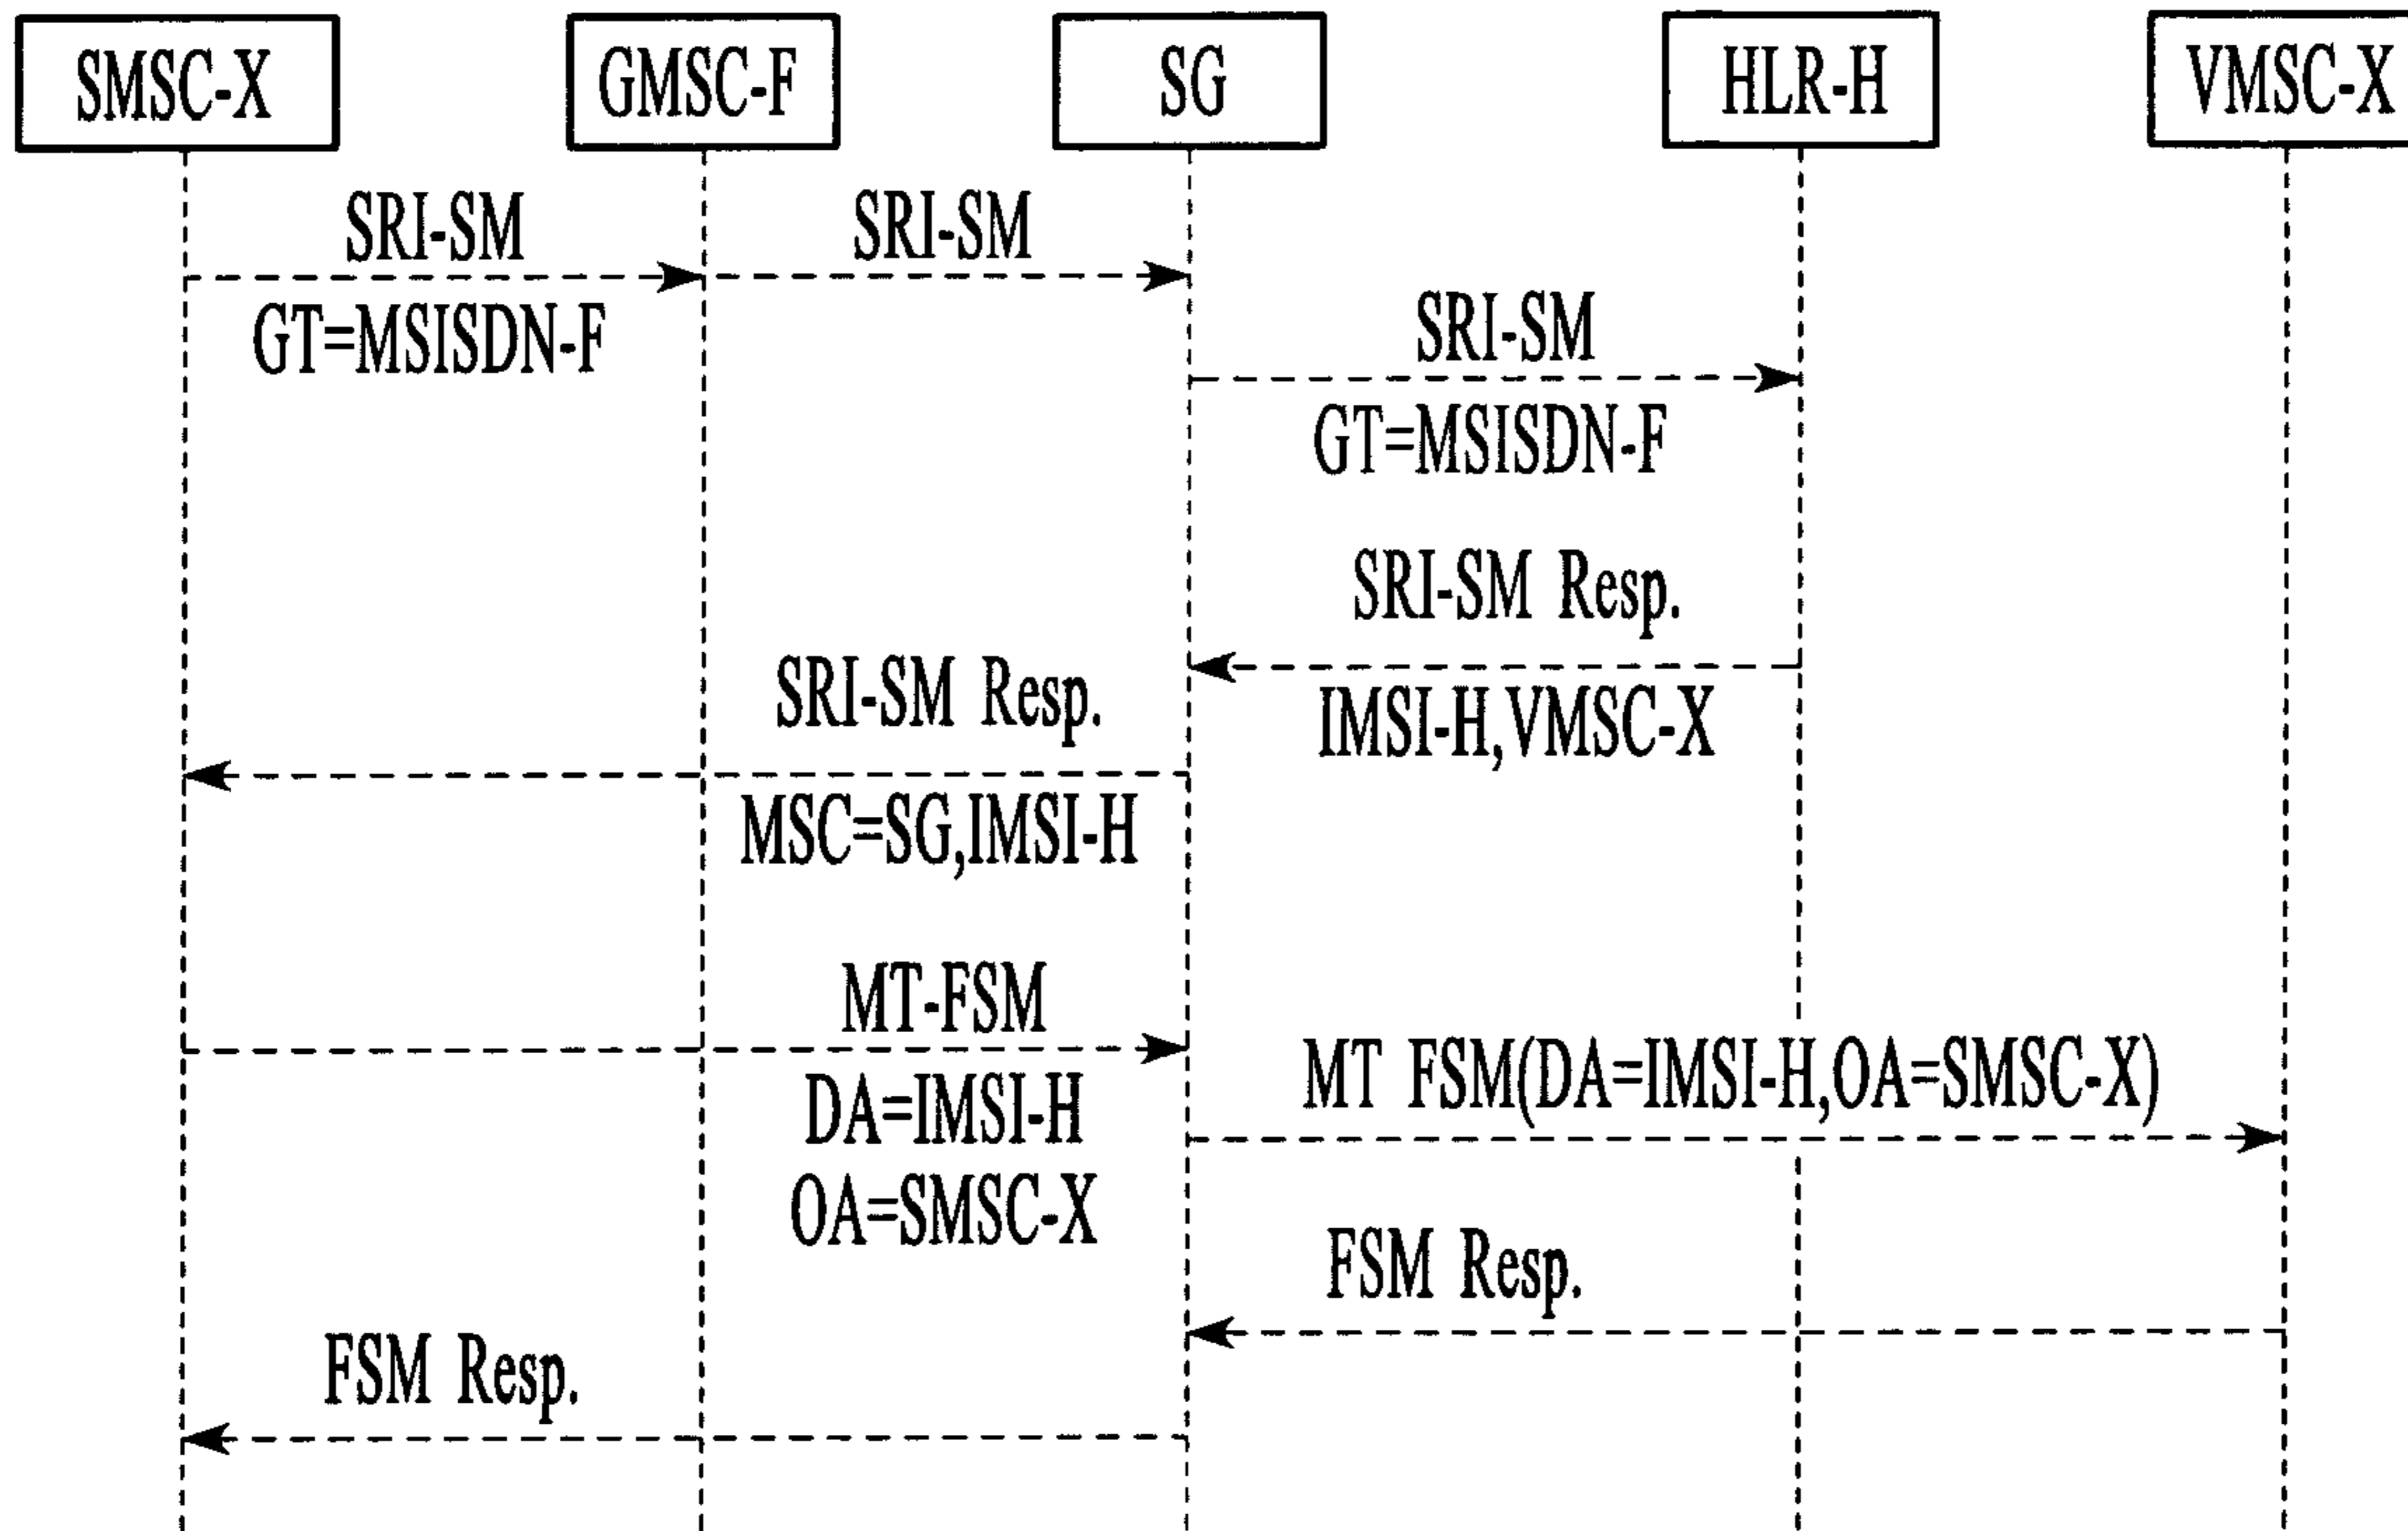 SMSC-X
GMSC-F
SG
HLR-H
VMSC-X
SRI-SM
SRI-SM
GT=MSISDN-F
SRI-SM
GT=MSISDN-F
SRI-SM Resp.
IMSI-H,VMSC-X
SRI-SM Resp.
MSC=SG,IMSI-H
MT-FSM
DA=IMSI-H
OA=SMSC-X
MT FSM(DA=IMSI-H,OA=SMSC-X)
FSM Resp.
FSM Resp.